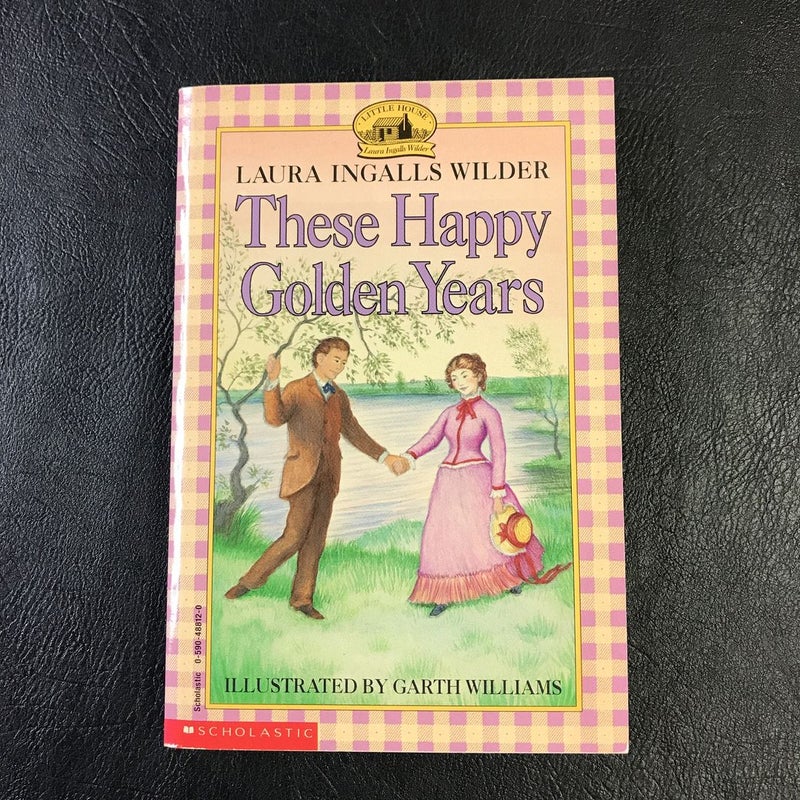 LITTLE HOUSE
Laura Ingalls Wilder
LAURA INGALLS WILDER
These Happy
Golden Years
ILLUSTRATED BY GARTH WILLIAMS
Scholastic 0-590-48812-0
SCHOLASTIC